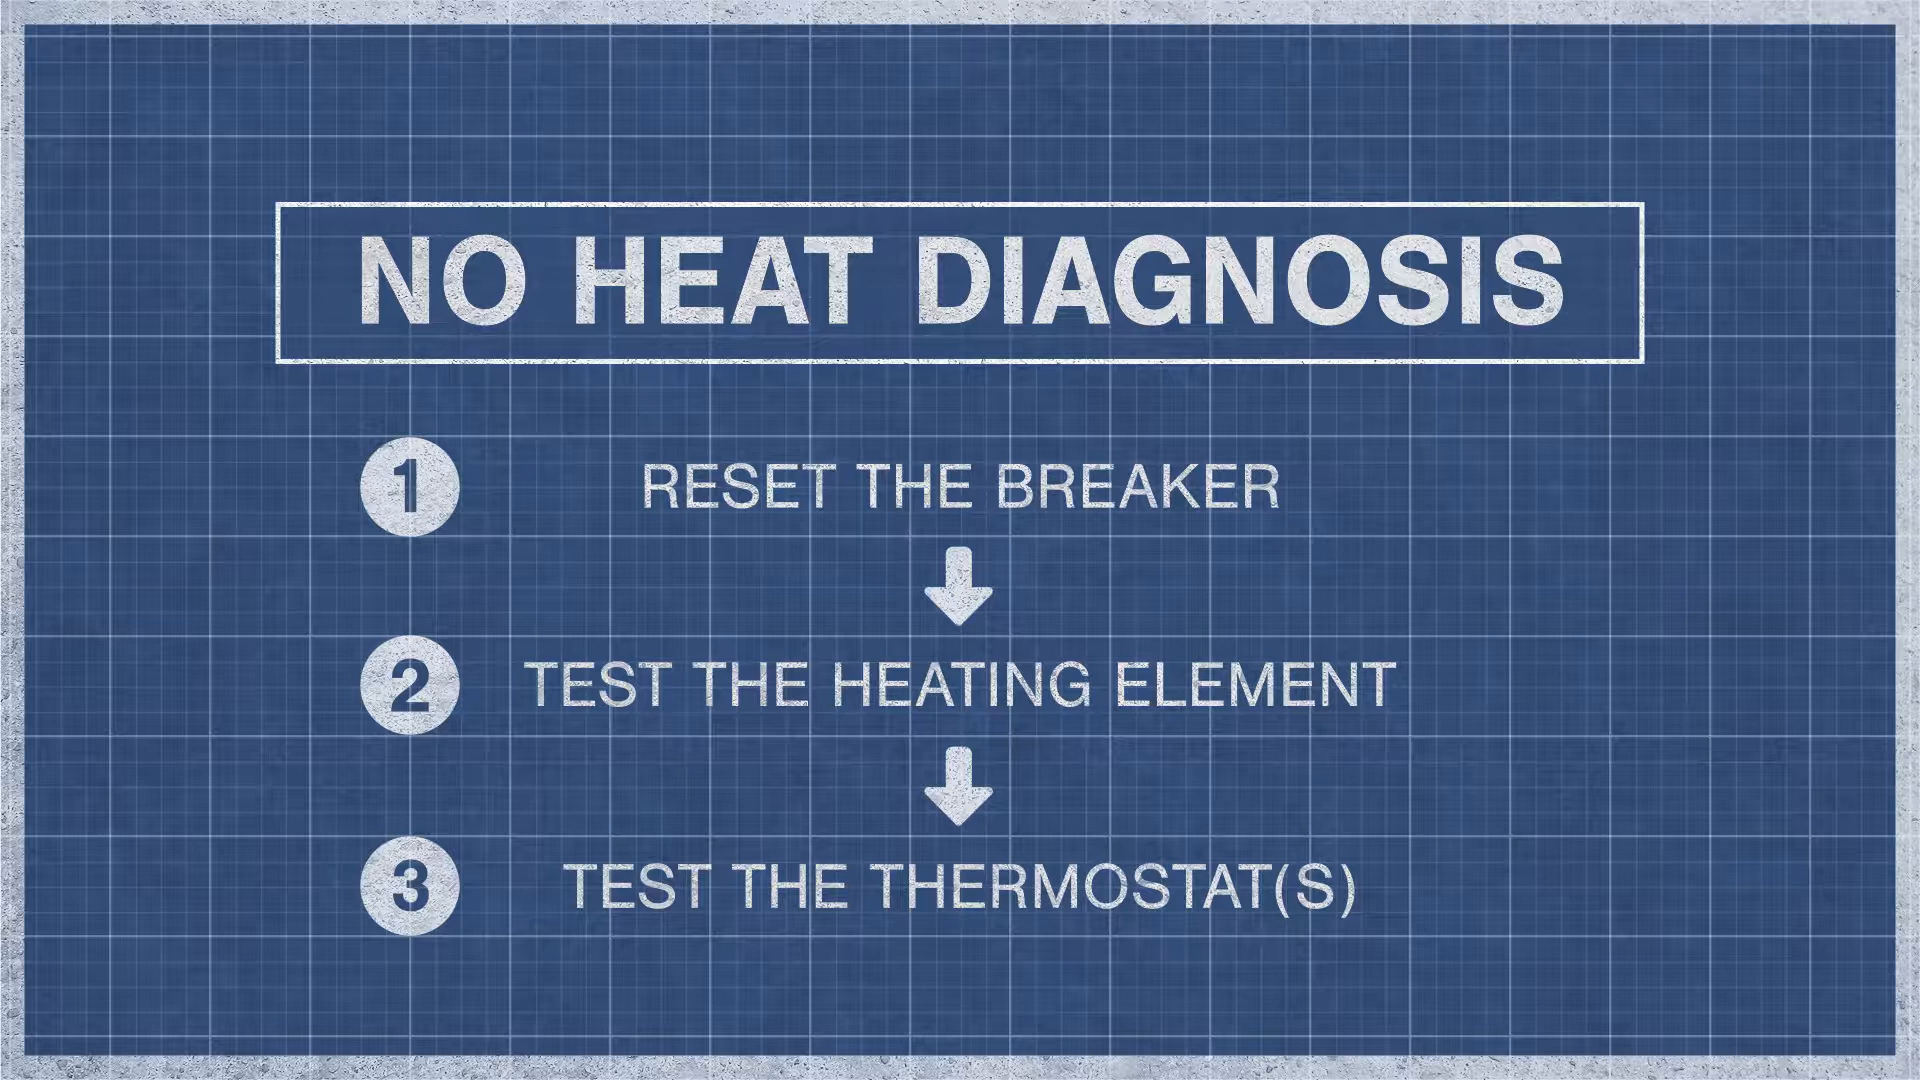 NO HEAT DIAGNOSIS
1 RESET THE BREAKER
2 TEST THE HEATING ELEMENT
3 TEST THE THERMOSTAT(S)